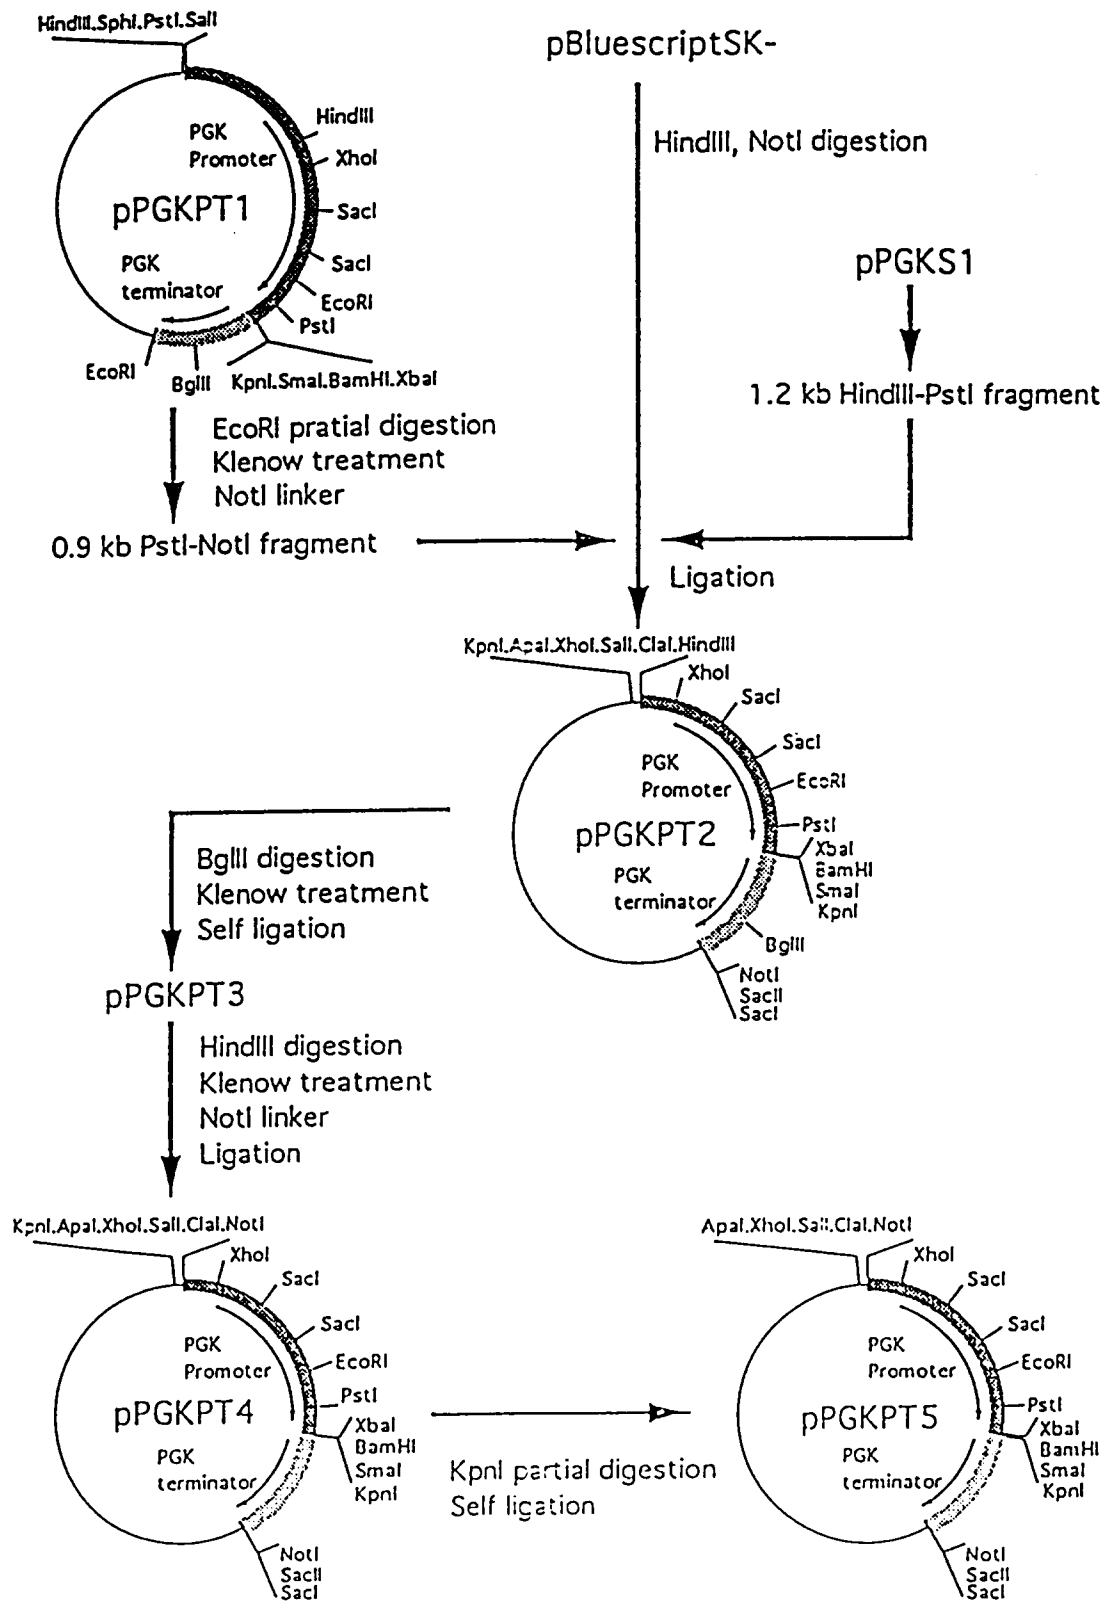 HindIII.SphI.PstI.SalI
pBluescriptSK-
HindIII
PGK
Promoter
XhoI
HindIII, NotI digestion
pPGKPT1
SacI
PGK
terminator
SacI
pPGKS1
EcoRI
PstI
EcoRI
BglII
KpnI.SmaI.BamHI.XbaI
1.2 kb HindIII-PstI fragment
EcoRI pratial digestion
Klenow treatment
NotI linker
0.9 kb PstI-NotI fragment
Ligation
KpnI.ApaI.XhoI.SalI.ClaI.HindIII
XhoI
SacI
SacI
PGK
Promoter
EcoRI
pPGKPT2
PstI
XbaI
BamHI
SmaI
KpnI
PGK
terminator
BglII
NotI
SacII
SacI
BglII digestion
Klenow treatment
Self ligation
pPGKPT3
HindIII digestion
Klenow treatment
NotI linker
Ligation
KpnI.ApaI.XhoI.SalI.ClaI.NotI
XhoI
SacI
SacI
PGK
Promoter
EcoRI
PstI
pPGKPT4
XbaI
BamHI
SmaI
KpnI
PGK
terminator
NotI
SacII
SacI
KpnI partial digestion
Self ligation
ApaI.XhoI.SalI.ClaI.NotI
XhoI
SacI
SacI
PGK
Promoter
EcoRI
PstI
pPGKPT5
XbaI
BamHI
SmaI
KpnI
PGK
terminator
NotI
SacII
SacI